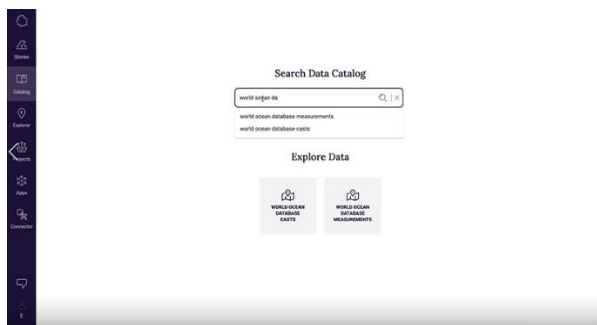 Stories
Catalog
Explorer
Projects
Apps
Connector
E
Search Data Catalog
world ocean da
world ocean database measurements
world ocean database casts
Explore Data
WORLD OCEAN
DATABASE
CASTS
WORLD OCEAN
DATABASE
MEASUREMENTS